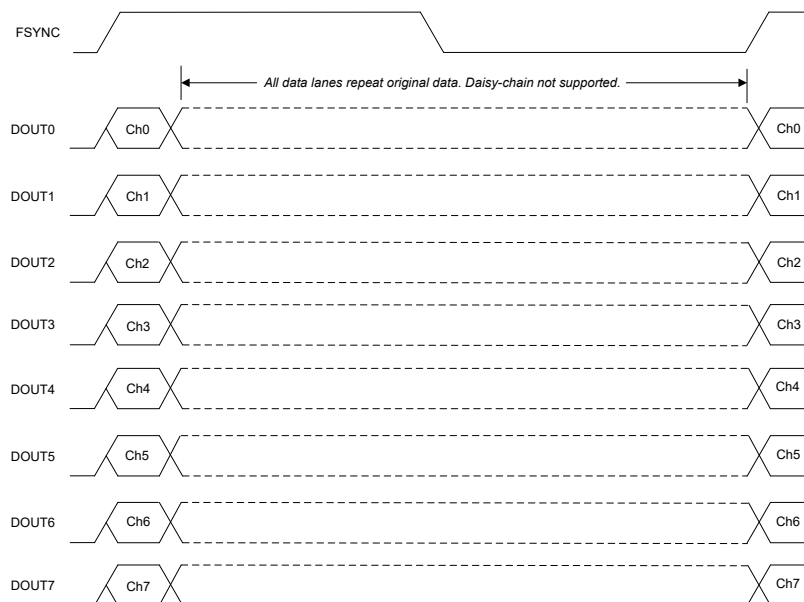 FSYNC
All data lanes repeat original data. Daisy-chain not supported.
DOUT0 Ch0 Ch0
DOUT1 Ch1 Ch1
DOUT2 Ch2 Ch2
DOUT3 Ch3 Ch3
DOUT4 Ch4 Ch4
DOUT5 Ch5 Ch5
DOUT6 Ch6 Ch6
DOUT7 Ch7 Ch7